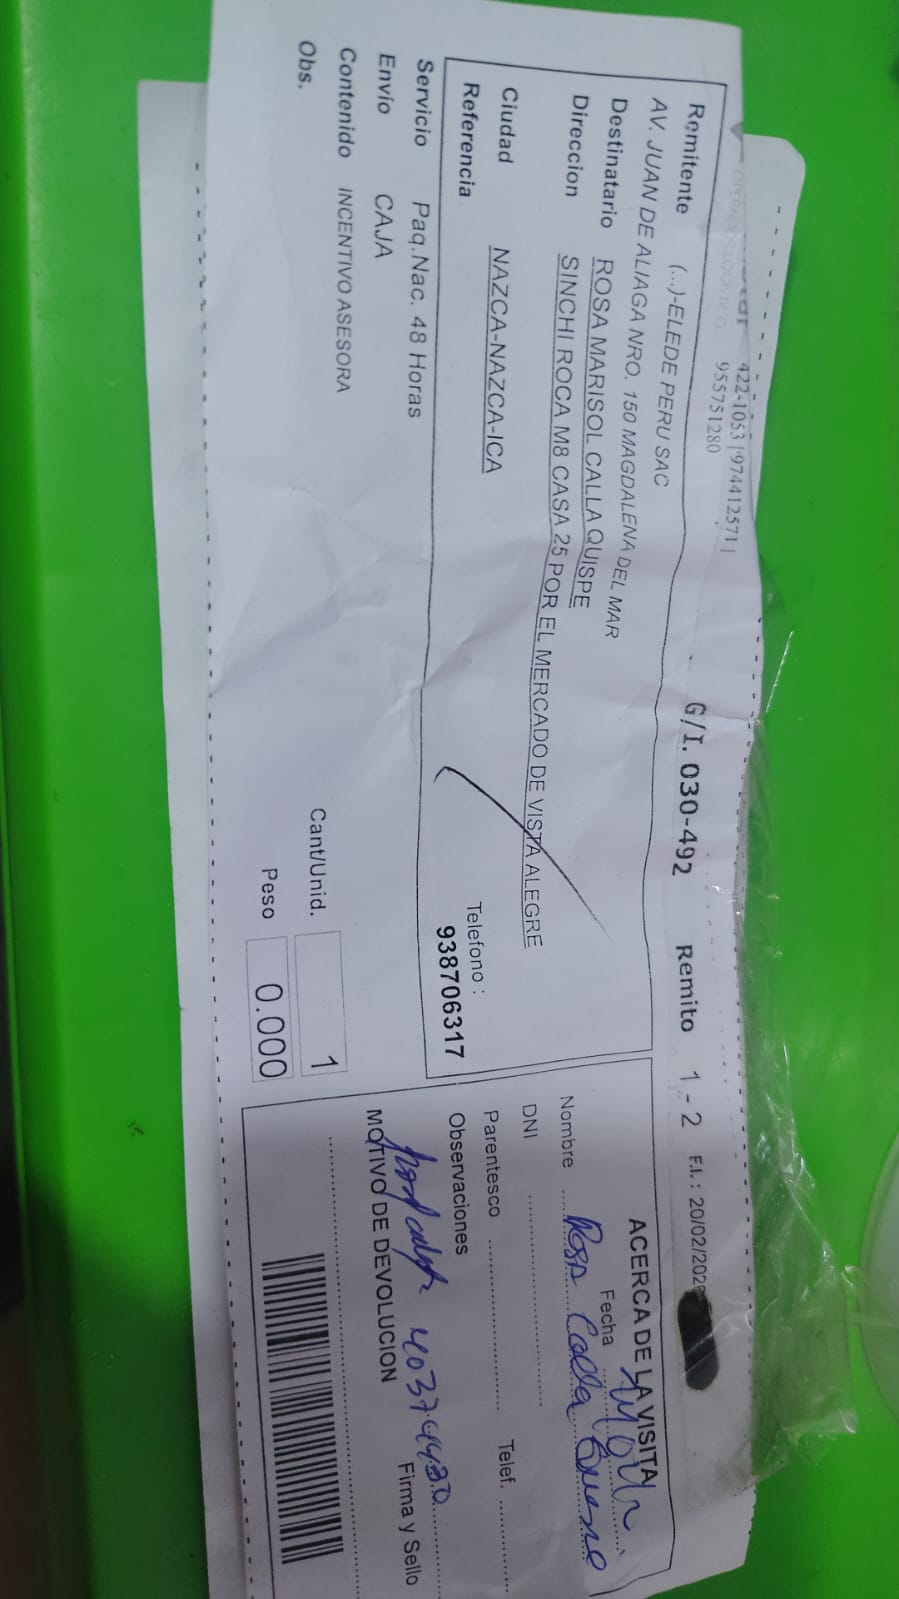 422-1053 | 974412571 |
955751280
G/I. 030-492 Remito 1 - 2 F.I.: 20/02/202
Remitente (...)-ELEDE PERU SAC
AV. JUAN DE ALIAGA NRO. 150 MAGDALENA DEL MAR
Destinatario ROSA MARISOL CALLA QUISPE
Direccion SINCHI ROCA M8 CASA 25 POR EL MERCADO DE VISTA ALEGRE
Ciudad NAZCA-NAZCA-ICA
Referencia
Telefono :
938706317
Servicio Paq.Nac. 48 Horas
Envio CAJA
Contenido INCENTIVO ASESORA
Obs.
Cant/Unid. 1
Peso 0.000
ACERCA DE LA VISITA
Fecha
Nombre Rosa Calla
DNI
Parentesco Telef.
Observaciones
MOTIVO DE DEVOLUCION Firma y Sello